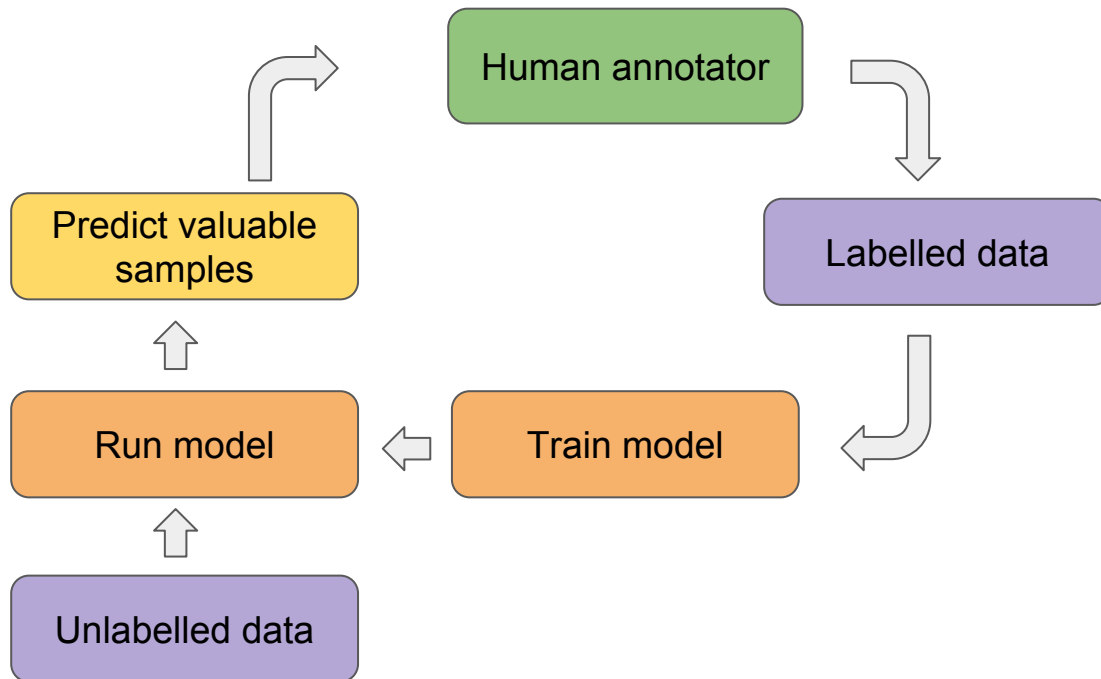 Human annotator
Predict valuable
samples
Labelled data
Run model
Train model
Unlabelled data